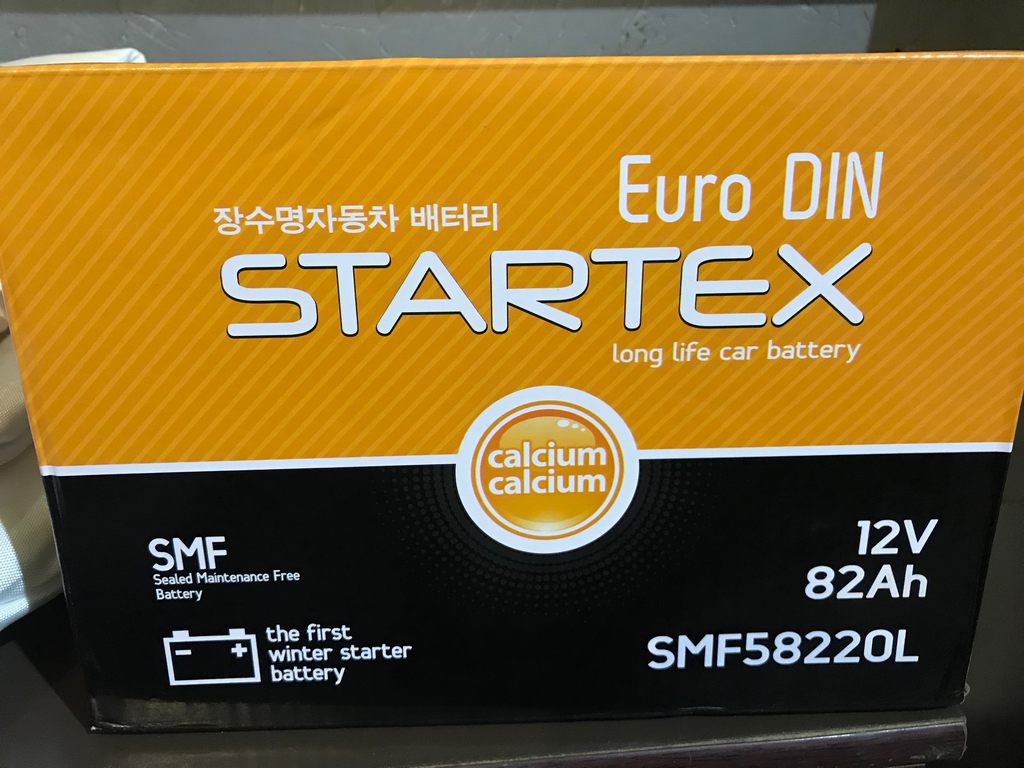 Euro DIN
장수명자동차 배터리
STARTEX
long life car battery
calcium
calcium
SMF
Sealed Maintenance Free
Battery
- +
the first
winter starter
battery
12V
82Ah
SMF58220L